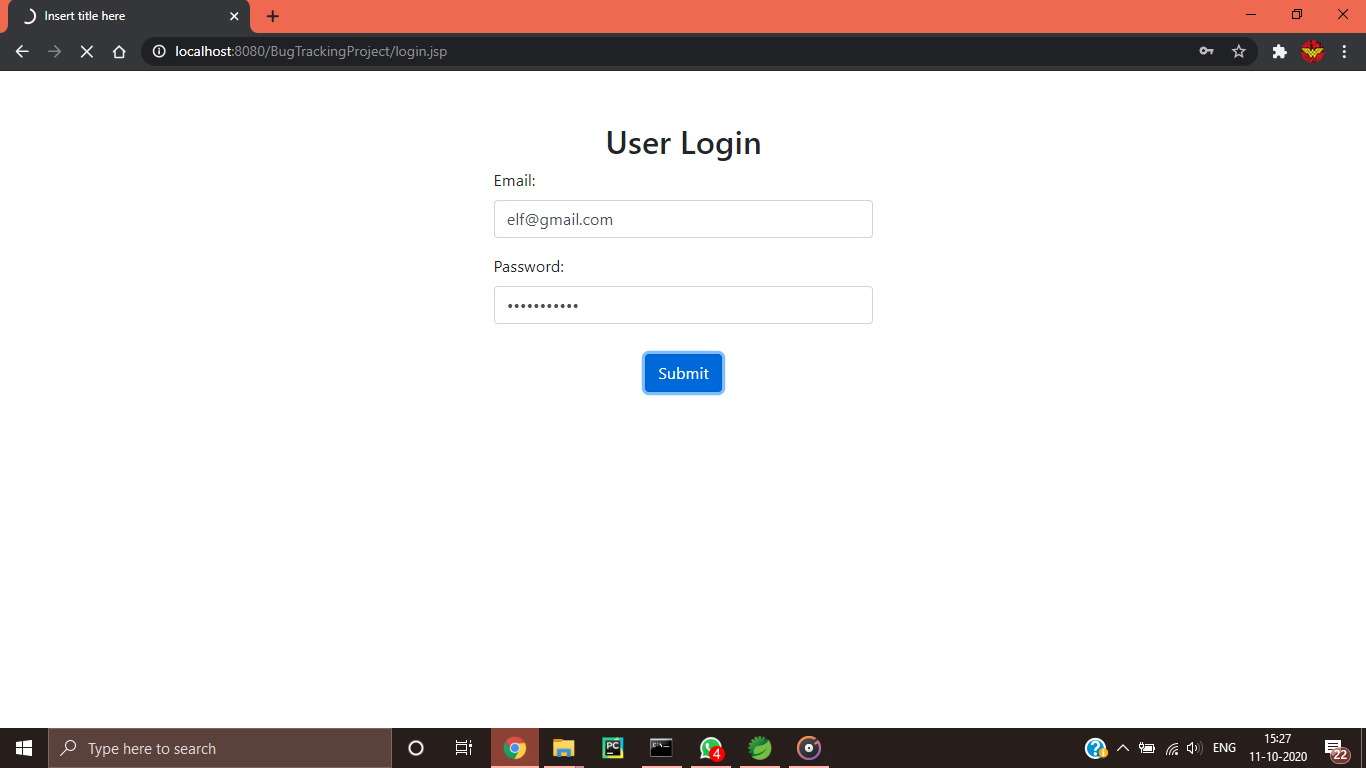 Insert title here
localhost:8080/BugTrackingProject/login.jsp
User Login
Email:
elf@gmail.com
Password:
•••••••••••
Submit
Type here to search
PC
C:\.
4
ENG
15:27
11-10-2020
22